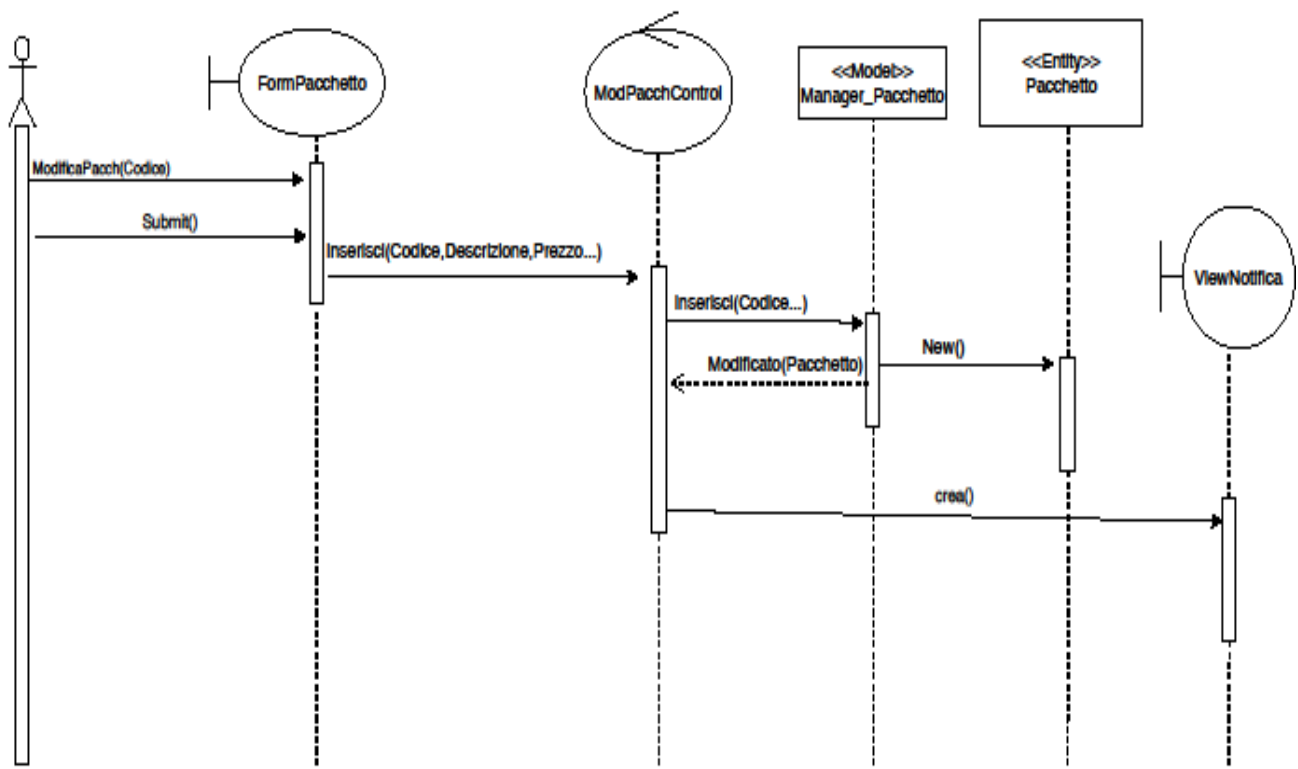 FormPacchetto
ModPacchControl
<<Model>>
Manager_Pacchetto
<<Entity>>
Pacchetto
ModificaPacch(Codice)
Submit()
Inserisci(Codice,Descrizione,Prezzo...)
ViewNotifica
Inserisci(Codice...)
New()
Modificato(Pacchetto)
crea()